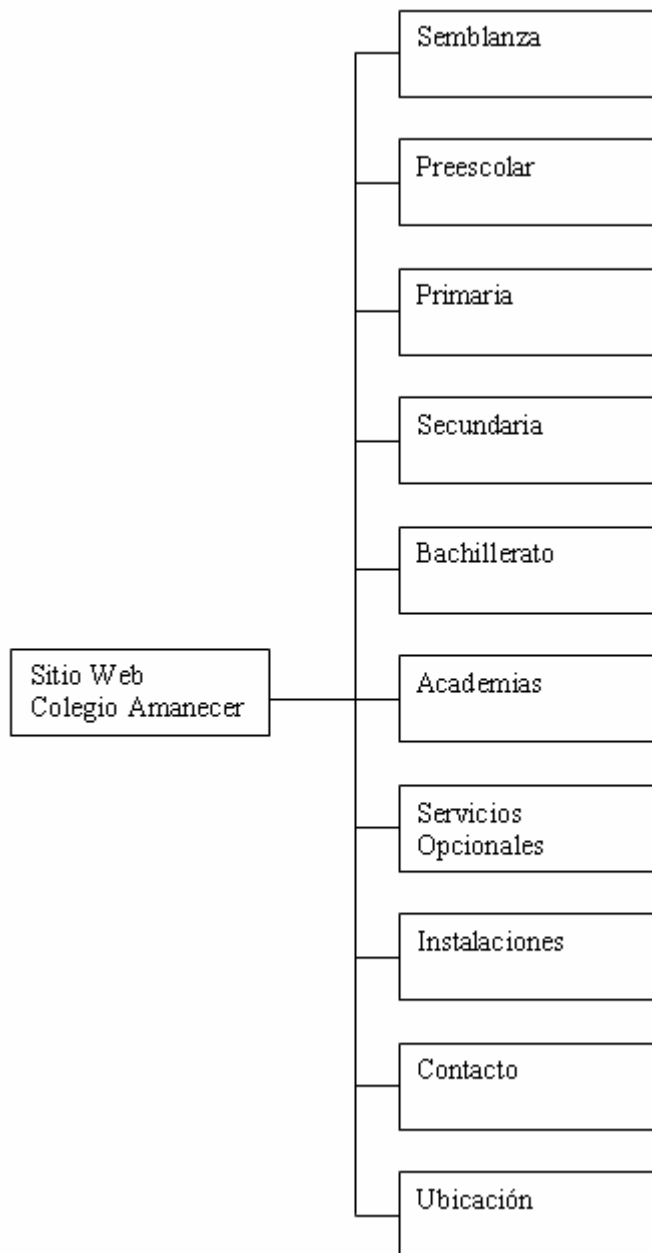 Semblanza
Preescolar
Primaria
Secundaria
Bachillerato
Sitio Web
Colegio Amanecer
Academias
Servicios
Opcionales
Instalaciones
Contacto
Ubicación